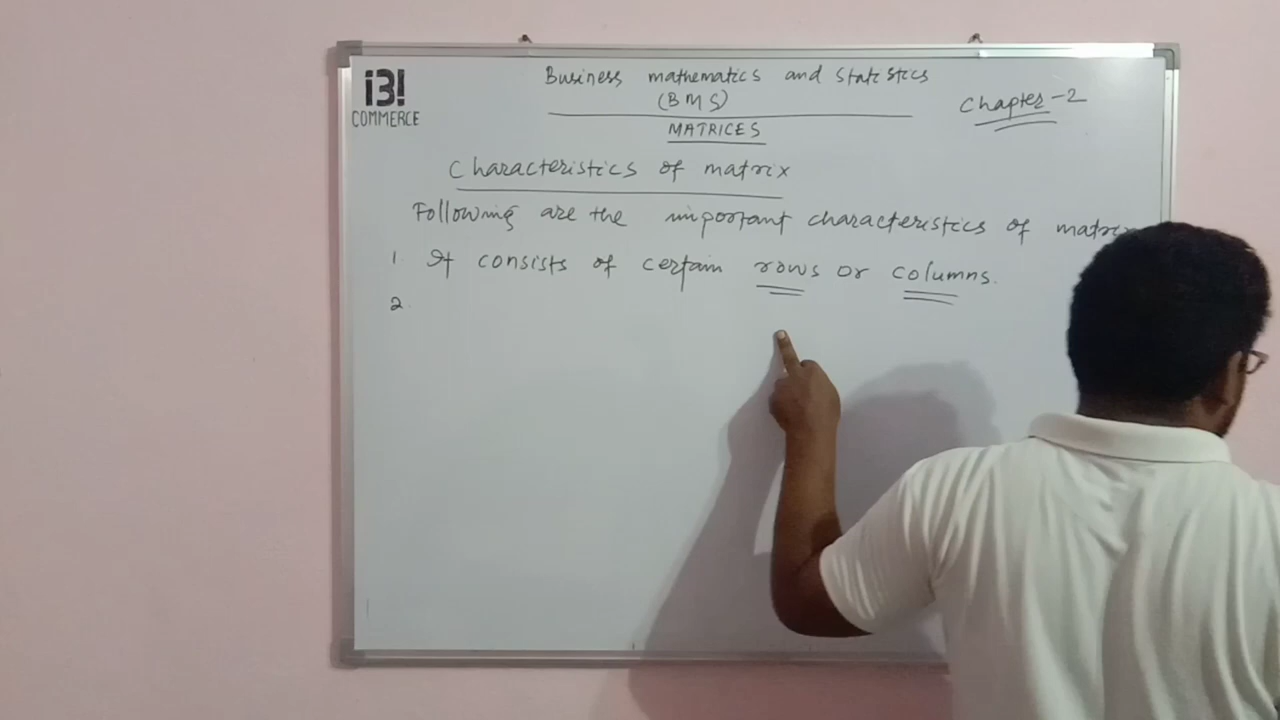 i3!
COMMERCE
Business mathematics and Statistics
(BMS)
Chapter-2
MATRICES
Characteristics of matrix
Following are the important characteristics of
1. It consists of certain rows or columns.
2.